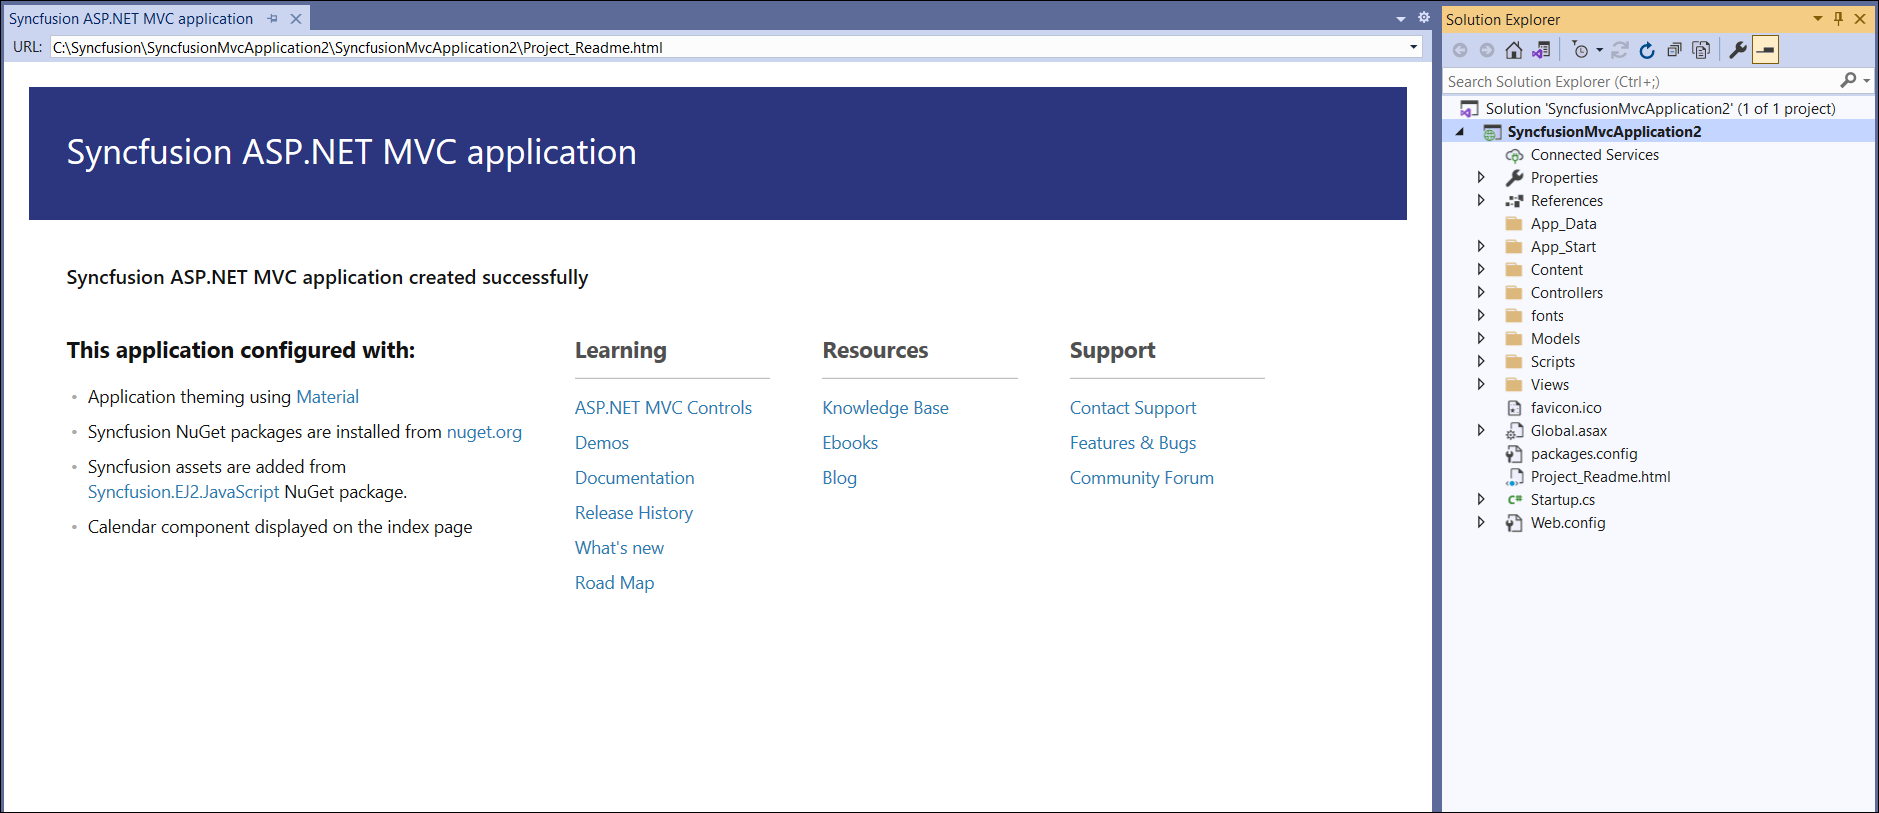 Syncfusion ASP.NET MVC application
URL: C:\Syncfusion\SyncfusionMvcApplication2\SyncfusionMvcApplication2\Project_Readme.html
Syncfusion ASP.NET MVC application
Syncfusion ASP.NET MVC application created successfully
This application configured with:
Application theming using Material
Syncfusion NuGet packages are installed from nuget.org
Syncfusion assets are added from
Syncfusion.EJ2.JavaScript NuGet package.
Calendar component displayed on the index page
Learning
ASP.NET MVC Controls
Demos
Documentation
Release History
What's new
Road Map
Resources
Knowledge Base
Ebooks
Blog
Support
Contact Support
Features & Bugs
Community Forum
Solution Explorer
Search Solution Explorer (Ctrl+;)
Solution 'SyncfusionMvcApplication2' (1 of 1 project)
SyncfusionMvcApplication2
Connected Services
Properties
References
App_Data
App_Start
Content
Controllers
fonts
Models
Scripts
Views
favicon.ico
Global.asax
packages.config
Project_Readme.html
C# Startup.cs
Web.config